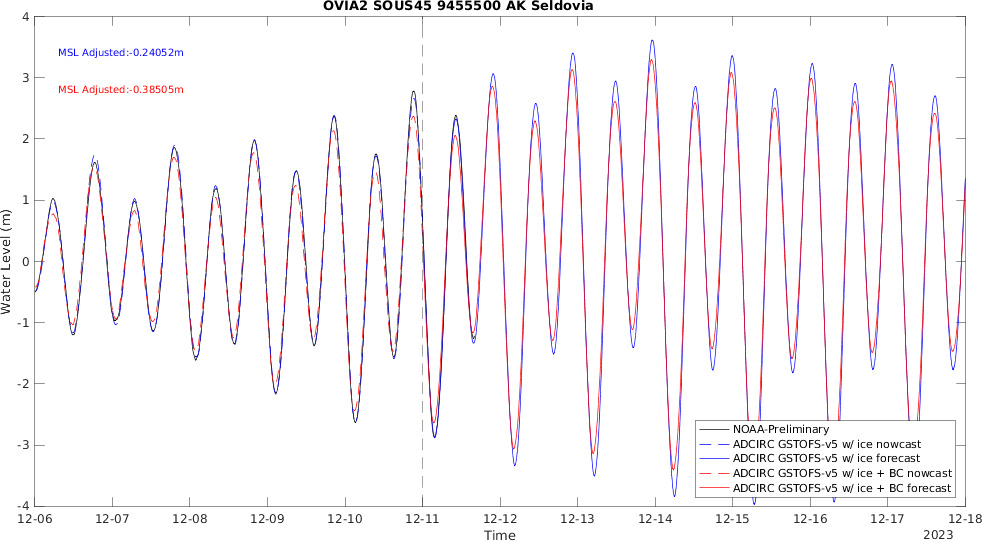 OVIA2 SOUS45 9455500 AK Seldovia
MSL Adjusted:-0.24052m
MSL Adjusted:-0.38505m
Water Level (m)
4
3
2
1
0
-1
-2
-3
-4
NOAA-Preliminary
ADCIRC GSTOFS-v5 w/ ice nowcast
ADCIRC GSTOFS-v5 w/ ice forecast
ADCIRC GSTOFS-v5 w/ ice + BC nowcast
ADCIRC GSTOFS-v5 w/ ice + BC forecast
12-06 12-07 12-08 12-09 12-10 12-11 12-12 12-13 12-14 12-15 12-16 12-17 12-18
Time
2023